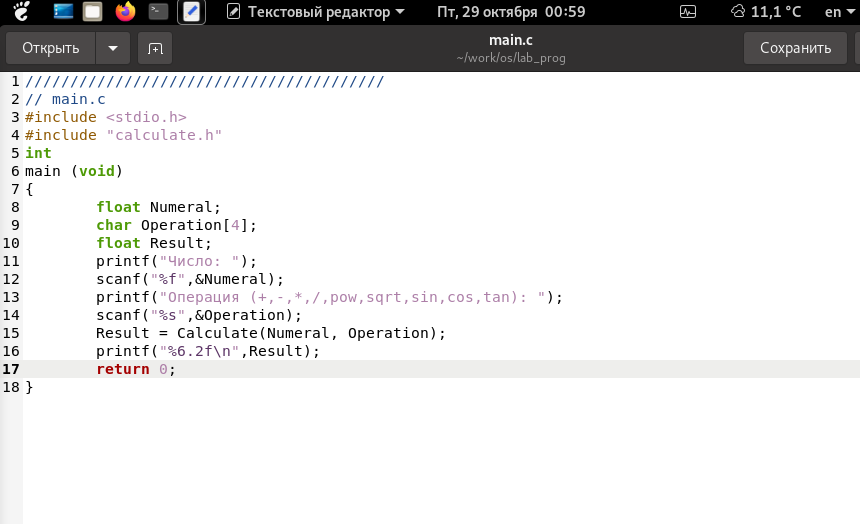 Текстовый редактор Пт, 29 октября 00:59 11,1 °C en
Открыть main.c Сохранить
~/work/os/lab_prog
1 ////////////////////////////////////////
2 // main.c
3 #include <stdio.h>
4 #include "calculate.h"
5 int
6 main (void)
7 {
8 float Numeral;
9 char Operation[4];
10 float Result;
11 printf("Число: ");
12 scanf("%f",&Numeral);
13 printf("Операция (+,-,*,/,pow,sqrt,sin,cos,tan): ");
14 scanf("%s",&Operation);
15 Result = Calculate(Numeral, Operation);
16 printf("%6.2f\n",Result);
17 return 0;
18 }